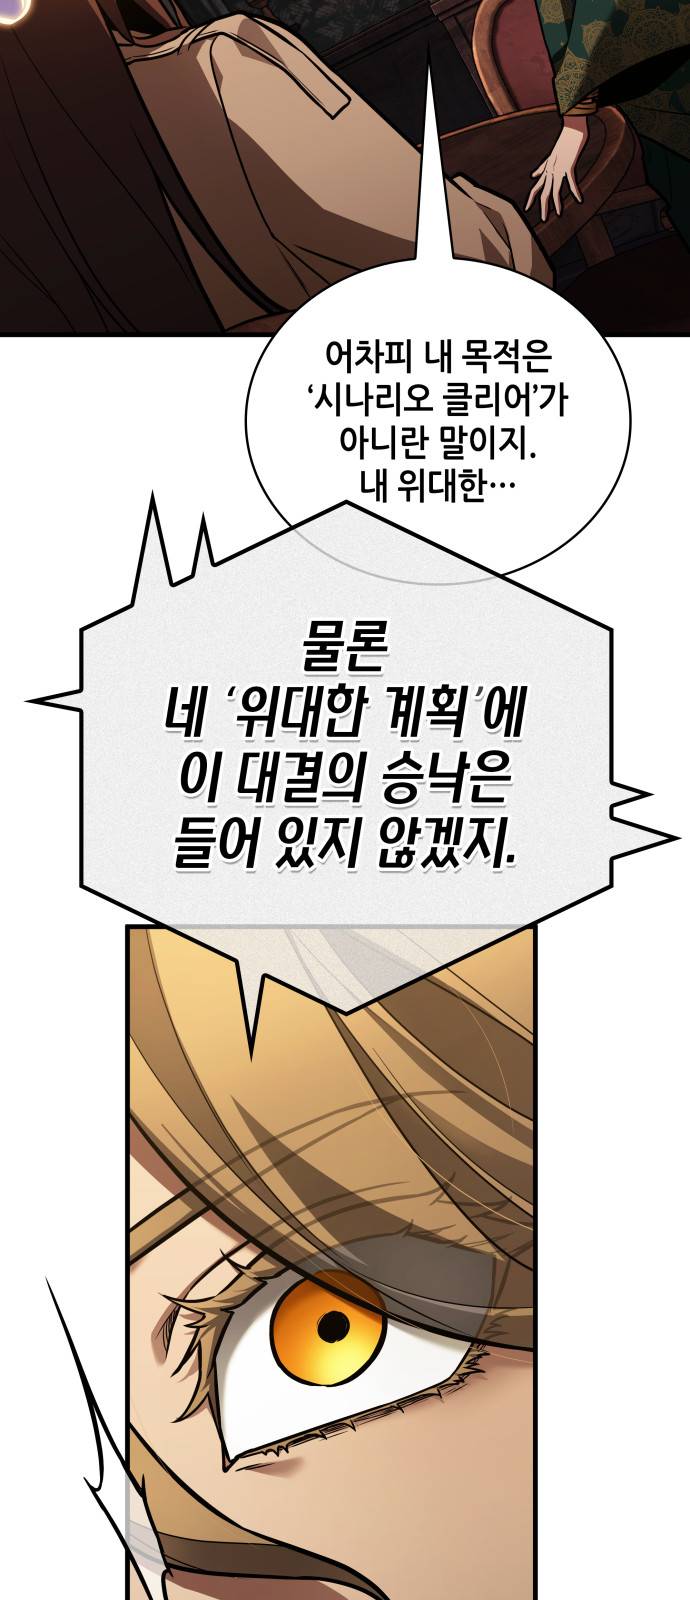 어차피 내 목적은
‘시나리오 클리어’가
아니란 말이지.
내 위대한…
물론
네 ‘위대한 계획’에
이 대결의 승낙은
들어 있지 않겠지.